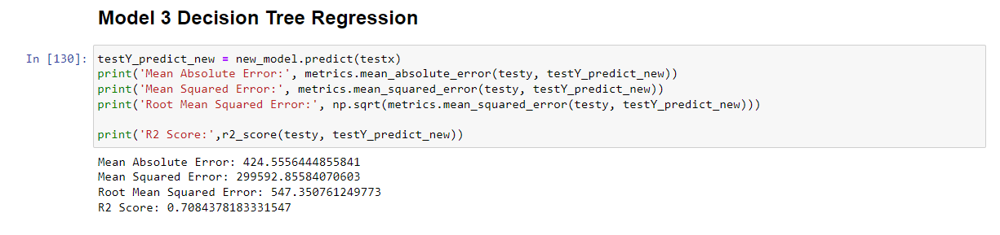 Model 3 Decision Tree Regression
In [130]: testY_predict_new = new_model.predict(testx)
print('Mean Absolute Error:', metrics.mean_absolute_error(testy, testY_predict_new))
print('Mean Squared Error:', metrics.mean_squared_error(testy, testY_predict_new))
print('Root Mean Squared Error:', np.sqrt(metrics.mean_squared_error(testy, testY_predict_new)))
print('R2 Score:',r2_score(testy, testY_predict_new))
Mean Absolute Error: 424.5556444855841
Mean Squared Error: 299592.85584070603
Root Mean Squared Error: 547.350761249773
R2 Score: 0.7084378183331547